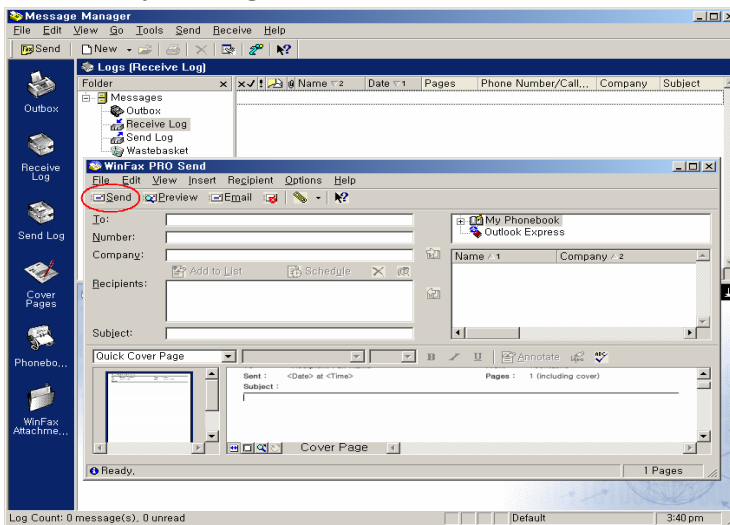 Message Manager
File Edit View Go Tools Send Receive Help
Send New
Logs (Receive Log)
Folder Name 2 Date 1 Pages Phone Number/Call... Company Subject
Messages
Outbox
Receive Log
Send Log
Wastebasket
Outbox
Receive Log
Send Log
Cover Pages
Phonebo...
WinFax Attachme...
WinFax PRO Send
File Edit View Insert Recipient Options Help
Send Preview Email
To:
Number:
Company:
Add to List Schedule
Recipients:
Subject:
My Phonebook
Outlook Express
Name 1 Company 2
Quick Cover Page B I U Annotate ABC
Sent : <Date> at <Time> Pages : 1 (including cover)
Subject :
Cover Page
Ready. 1 Pages
Log Count: 0 message(s), 0 unread Default 3:40 pm